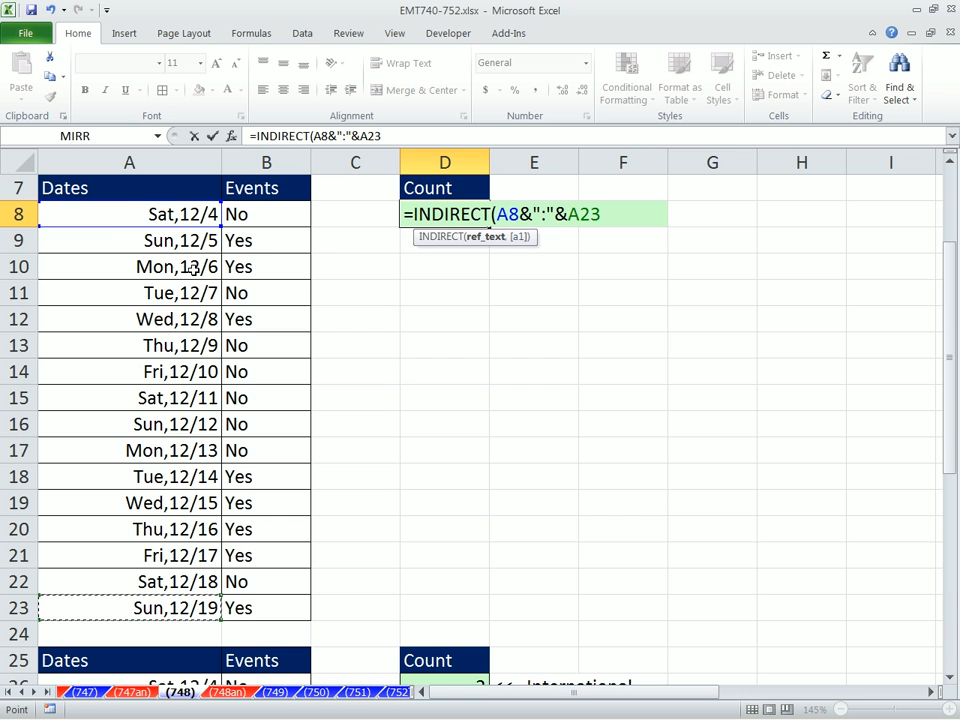 EMT740-752.xlsx - Microsoft Excel
File Home Insert Page Layout Formulas Data Review View Developer Add-Ins
11 Wrap Text General Insert
Paste B I U Merge & Center $ % , Conditional Formatting Format as Table Cell Styles Delete Format Sort & Filter Find & Select
Clipboard Font Alignment Number Styles Cells Editing
MIRR =INDIRECT(A8&":"&A23
A B C D E F G H I
7 Dates Events Count
8 Sat,12/4 No =INDIRECT(A8&":"&A23
INDIRECT(ref_text, [a1])
9 Sun,12/5 Yes
10 Mon,12/6 Yes
11 Tue,12/7 No
12 Wed,12/8 Yes
13 Thu,12/9 No
14 Fri,12/10 No
15 Sat,12/11 No
16 Sun,12/12 No
17 Mon,12/13 No
18 Tue,12/14 Yes
19 Wed,12/15 Yes
20 Thu,12/16 Yes
21 Fri,12/17 Yes
22 Sat,12/18 No
23 Sun,12/19 Yes
24
25 Dates Events Count
(747) (747an) (748) (748an) (749) (750) (751) (752
Point 145%